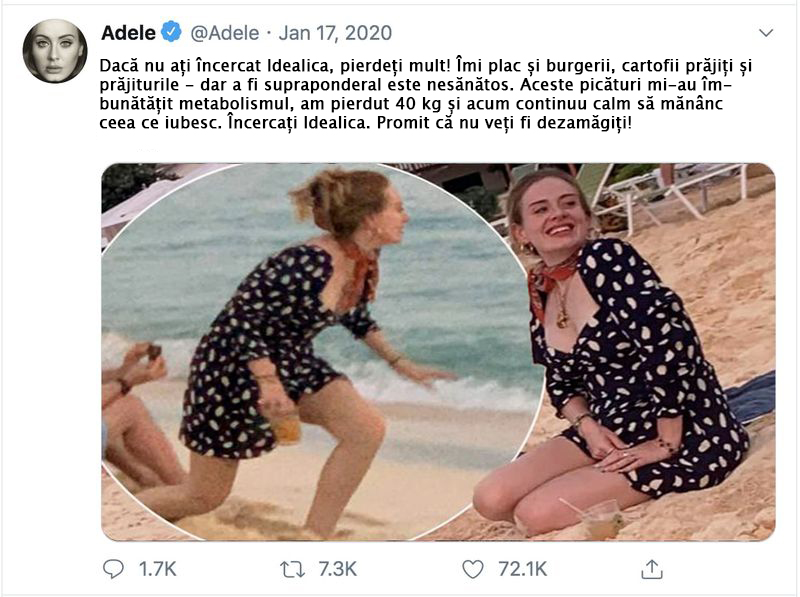 Adele @Adele · Jan 17, 2020
Dacă nu ați încercat Idealica, pierdeți mult! Îmi plac și burgerii, cartofii prăjiți și
prăjiturile – dar a fi supraponderal este nesănătos. Aceste picături mi-au îm-
bunătățit metabolismul, am pierdut 40 kg și acum continuu calm să mănânc
ceea ce iubesc. Încercați Idealica. Promit că nu veți fi dezamăgiți!
1.7K 7.3K 72.1K